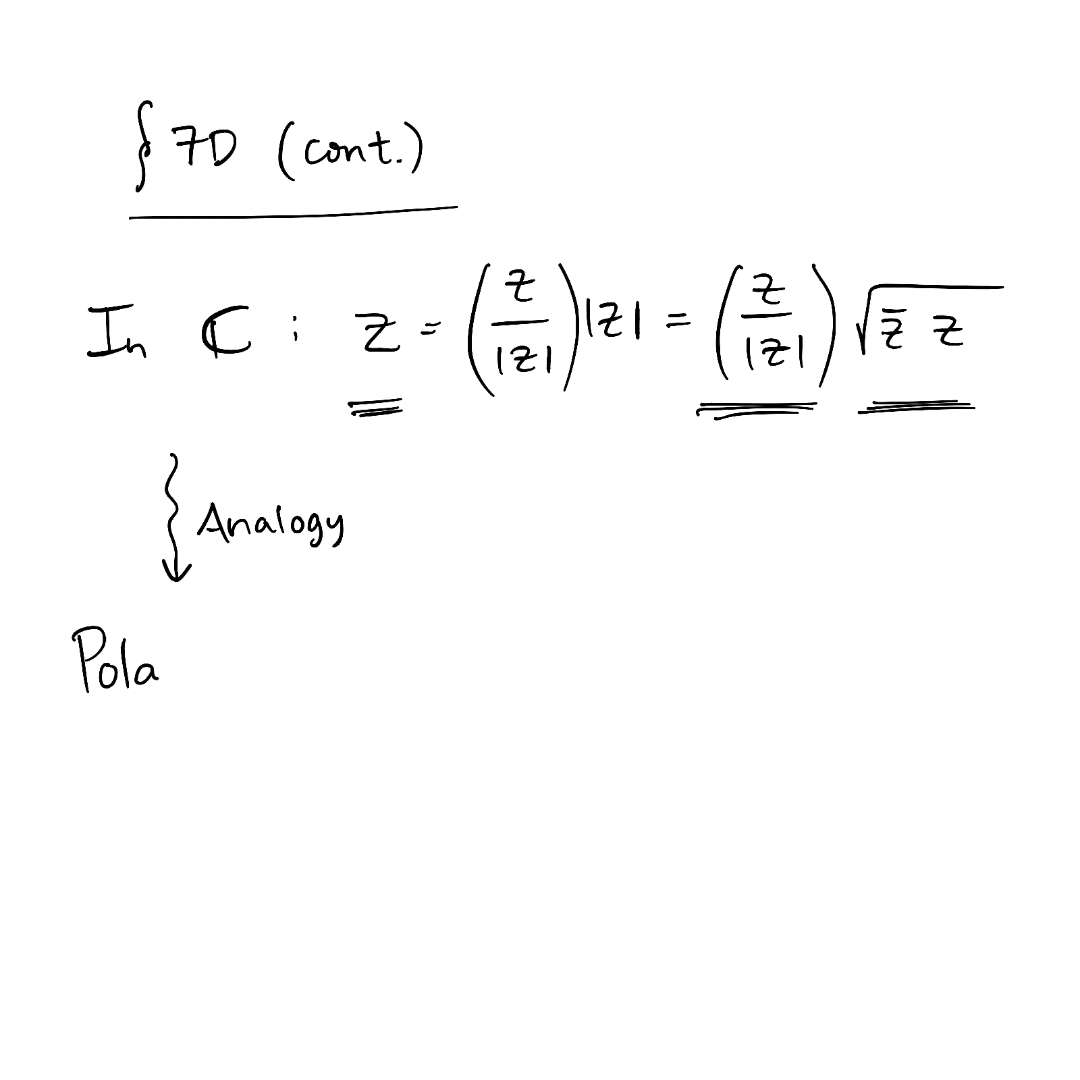 § 7D (cont.)
In ℂ : z = (z/|z|)|z| = (z/|z|) √(z̄ z)
Analogy
Pola